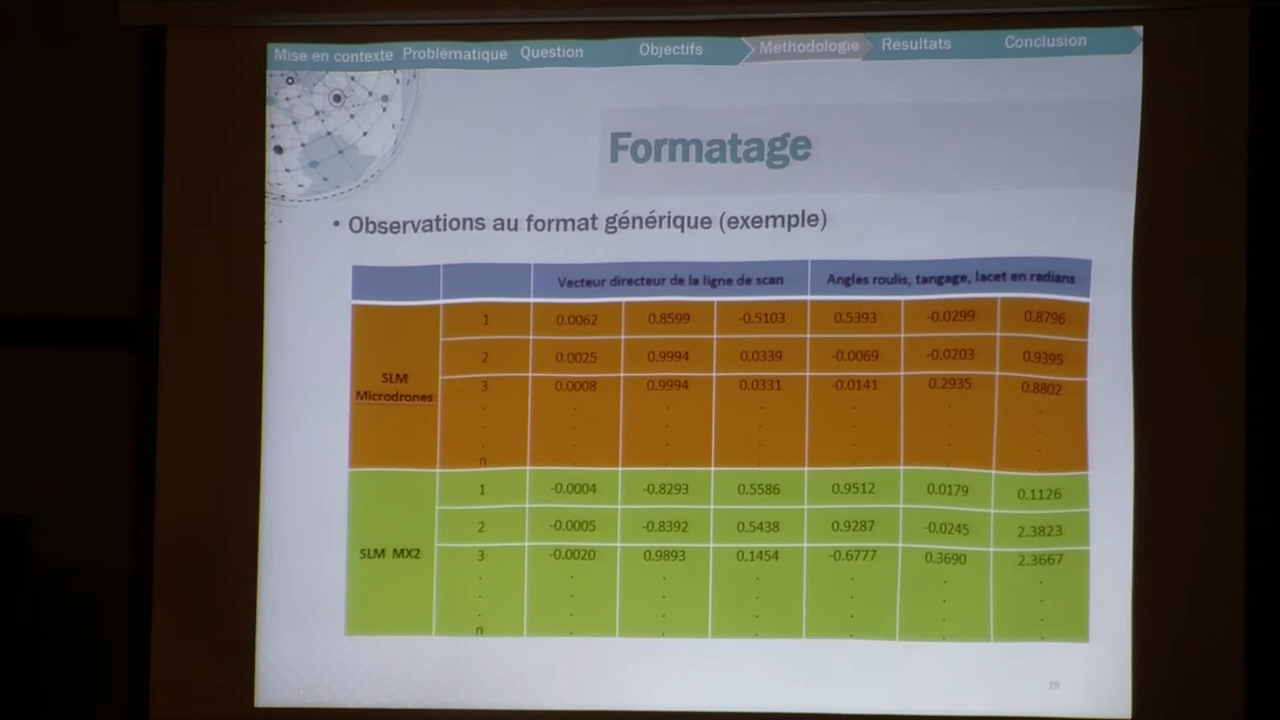 Mise en contexte Problématique Question Objectifs Méthodologie Résultats Conclusion
Formatage
• Observations au format générique (exemple)
Vecteur directeur de la ligne de scan Angles roulis, tangage, lacet en radians
SLM Microdrones
1 0.0062 0.8599 -0.5103 0.5393 -0.0299 0.8796
2 0.0025 0.9994 0.0339 -0.0069 -0.0203 0.9395
3 0.0008 0.9994 0.0331 -0.0141 0.2935 0.8802
. . . . . . .
. . . . . . .
. . . . . . .
n . . . . . .
SLM MX2
1 -0.0004 -0.8293 0.5586 0.9512 0.0179 0.1126
2 -0.0005 -0.8392 0.5438 0.9287 -0.0245 2.3823
3 -0.0020 0.9893 0.1454 -0.6777 0.3690 2.3667
. . . . . . .
. . . . . . .
. . . . . . .
n . . . . . .
19